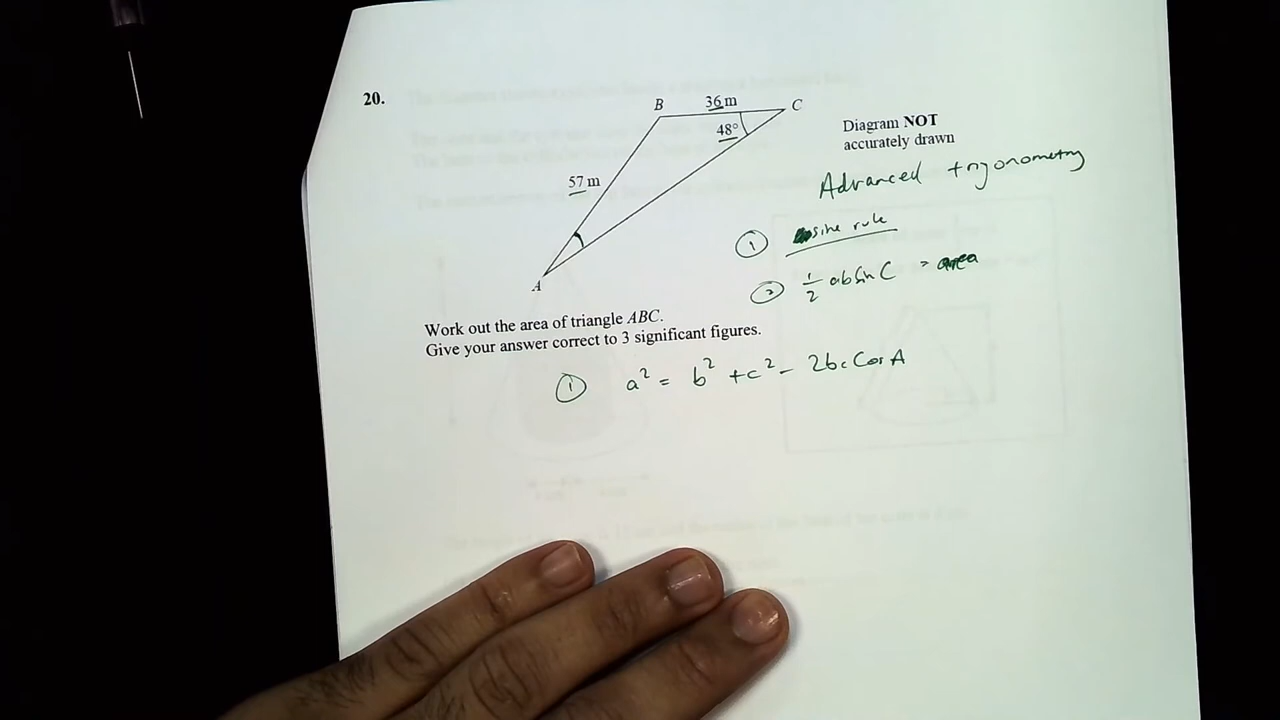 20.
B
36 m
C
48°
57 m
A
Diagram NOT
accurately drawn
Advanced trigonometry
① sine rule
② 1/2 ab Sin C = area
Work out the area of triangle ABC.
Give your answer correct to 3 significant figures.
① a² = b² + c² - 2bc Cos A